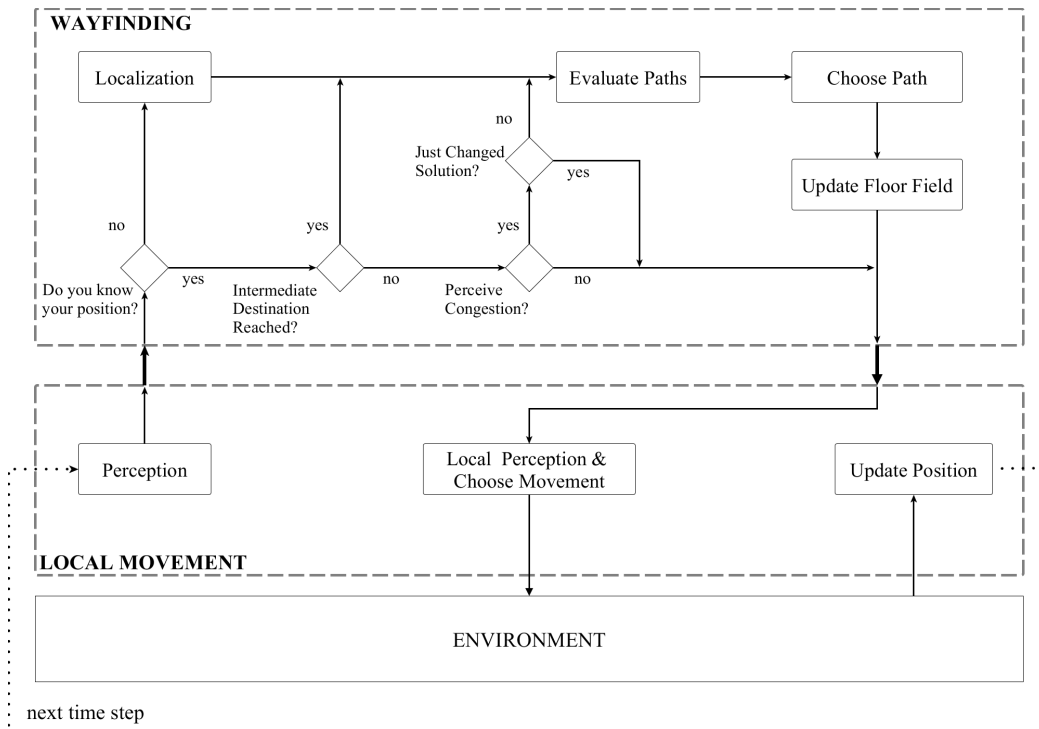 WAYFINDING
Localization
Evaluate Paths
Choose Path
no
Just Changed
Solution?
yes
Update Floor Field
no
yes
yes
yes
no
no
Do you know
your position?
Intermediate
Destination
Reached?
Perceive
Congestion?
Perception
Local Perception &
Choose Movement
Update Position
LOCAL MOVEMENT
ENVIRONMENT
next time step